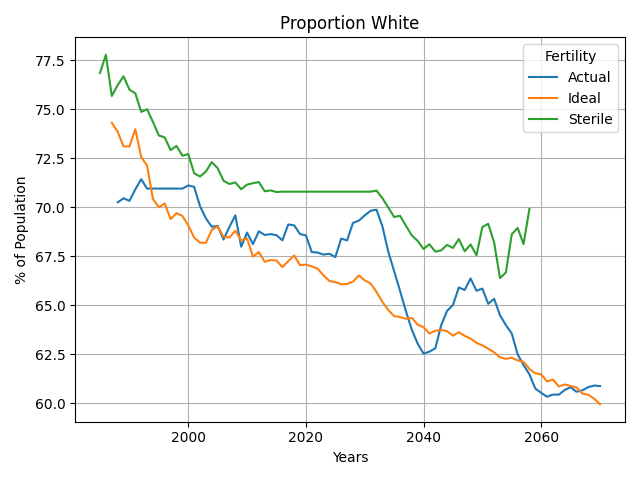 Proportion White
% of Population
77.5
75.0
72.5
70.0
67.5
65.0
62.5
60.0
Fertility
Actual
Ideal
Sterile
2000
2020
2040
2060
Years